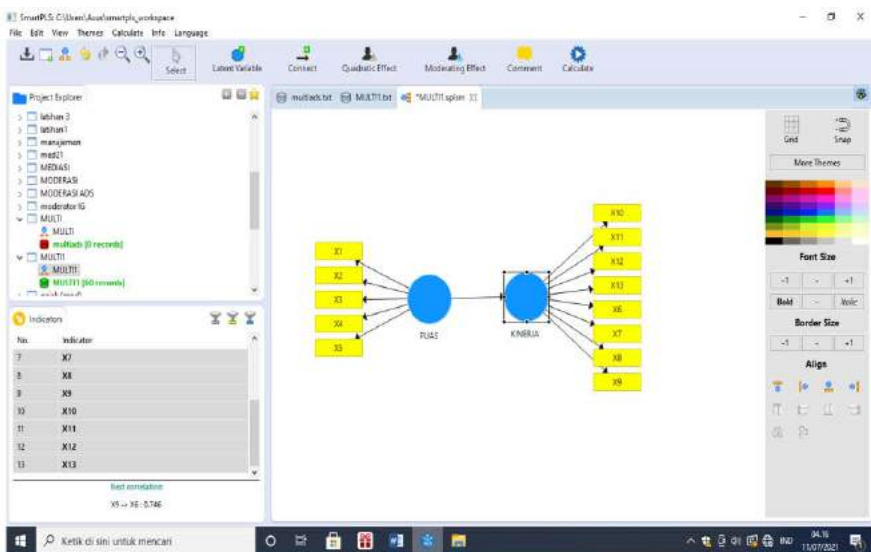 SmartPLS: C:\Users\Asus\smartpls_workspace
File Edit View Themes Calculate Info Language
Select
Latent Variable
Connect
Quadratic Effect
Moderating Effect
Comment
Calculate
Project Explorer
latihan 3
latihan1
manajemen
med21
MEDIASI
MODERASI
MODERASI ADS
moderator IG
MULTI
MULTI
multiads [0 records]
MULTI1
MULTI1
MULTI1 [60 records]
Indicators
No. Indicator
7 X7
8 X8
9 X9
10 X10
11 X11
12 X12
13 X13
Best correlation
X9 -> X6 : 0.746
multiads.txt
MULTI1.txt
*MULTI1.splsm
X1
X2
X3
X4
X5
PUAS
KINERJA
X10
X11
X12
X13
X6
X7
X8
X9
Grid
Snap
More Themes
Font Size
-1 - +1
Bold - Italic
Border Size
-1 - +1
Align
Ketik di sini untuk mencari
IND
04.16
11/07/2021